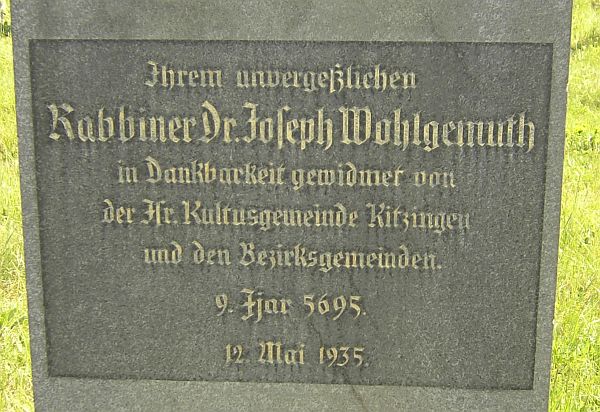 Ihrem unvergeßlichen
Rabbiner Dr. Joseph Wohlgemuth
in Dankbarkeit gewidmet von
der Isr. Kultusgemeinde Kitzingen
und den Bezirksgemeinden.
9. Ijar 5695.
12. Mai 1935.